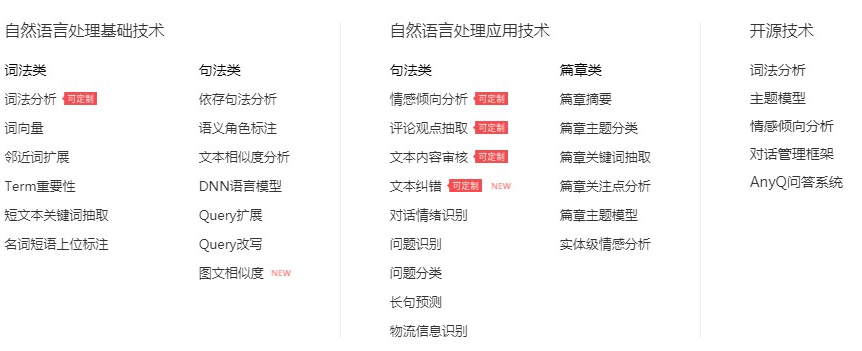 自然语言处理基础技术
词法类
词法分析 可定制
词向量
邻近词扩展
Term重要性
短文本关键词抽取
名词短语上位标注
句法类
依存句法分析
语义角色标注
文本相似度分析
DNN语言模型
Query扩展
Query改写
图文相似度 NEW
自然语言处理应用技术
句法类
情感倾向分析 可定制
评论观点抽取 可定制
文本内容审核 可定制
文本纠错 可定制 NEW
对话情绪识别
问题识别
问题分类
长句预测
物流信息识别
篇章类
篇章摘要
篇章主题分类
篇章关键词抽取
篇章关注点分析
篇章主题模型
实体级情感分析
开源技术
词法分析
主题模型
情感倾向分析
对话管理框架
AnyQ问答系统